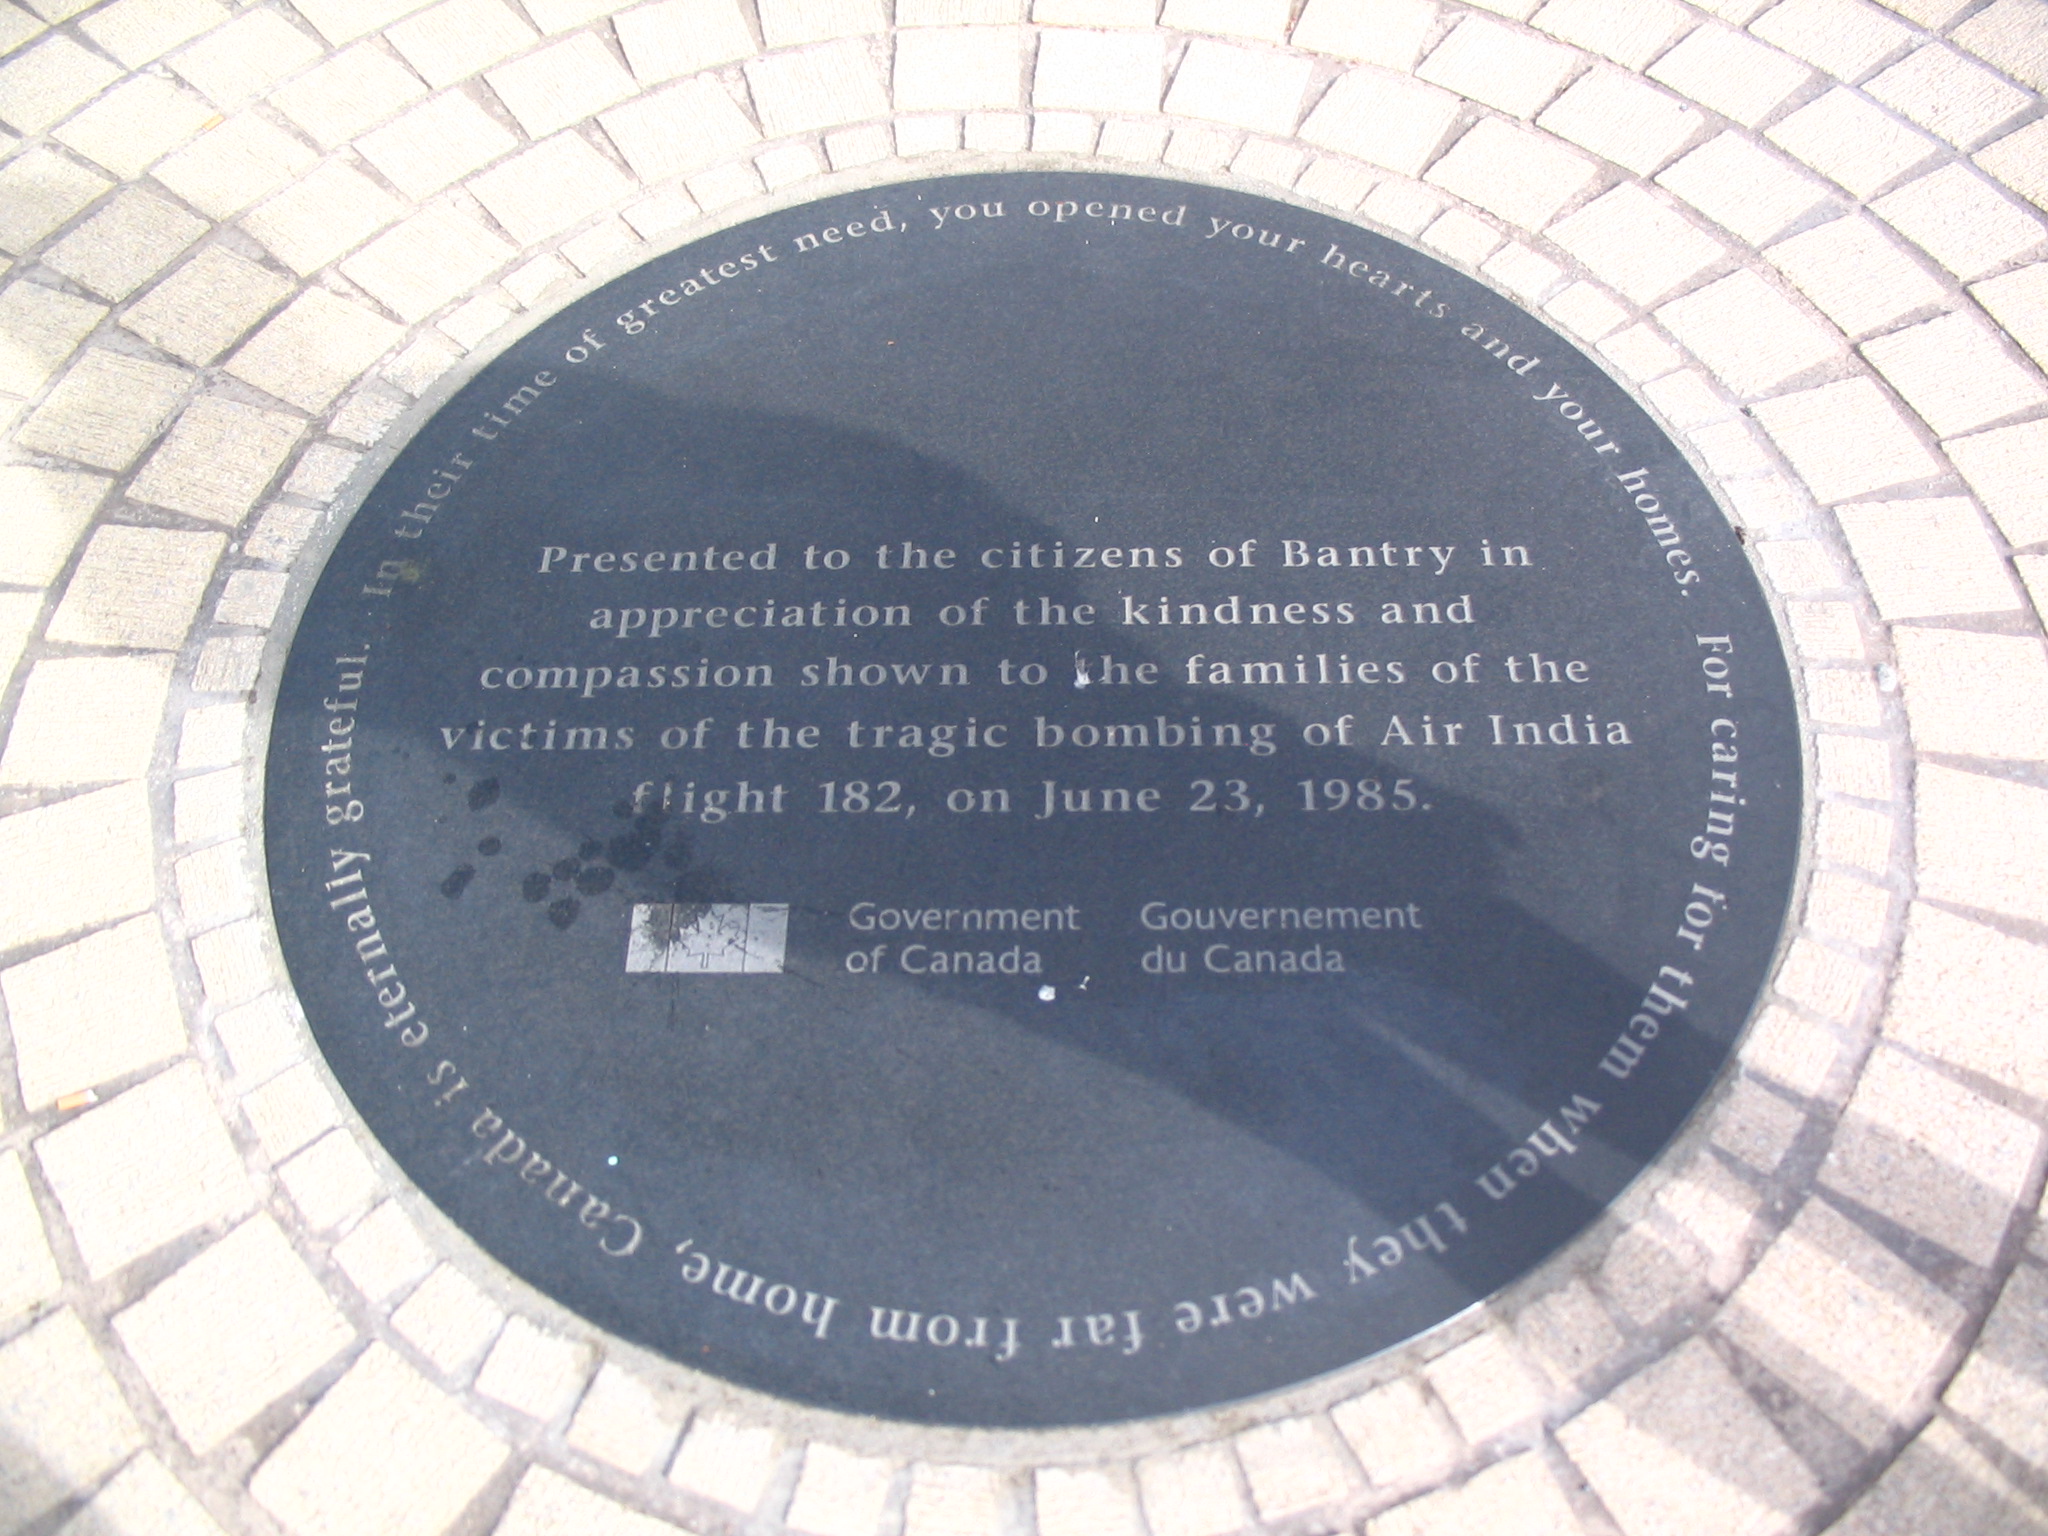 In their time of greatest need, you opened your hearts and your homes. For caring for them when they were far from home, Canada is eternally grateful.
Presented to the citizens of Bantry in
appreciation of the kindness and
compassion shown to the families of the
victims of the tragic bombing of Air India
flight 182, on June 23, 1985.
Government Gouvernement
of Canada du Canada